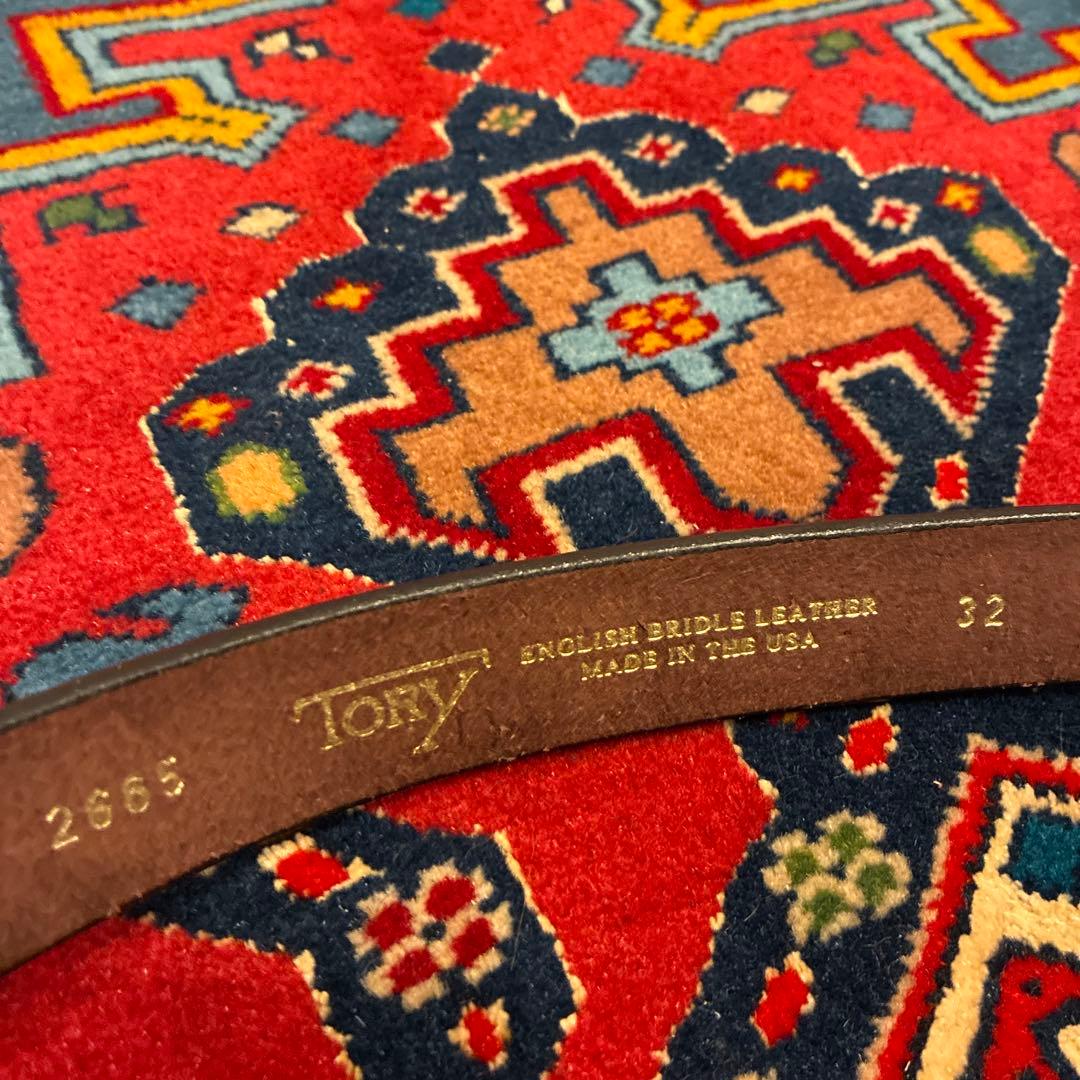 2665
TORY
ENGLISH BRIDLE LEATHER
MADE IN THE USA
32